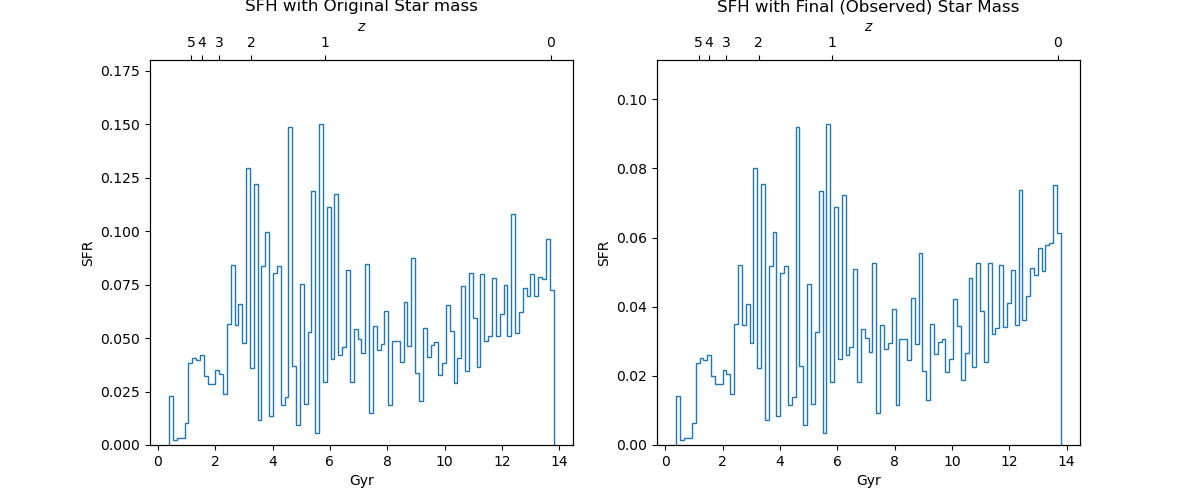 SFH with Original Star mass
z
5 4 3 2 1 0
0.175
0.150
0.125
0.100
0.075
0.050
0.025
0.000
SFR
0 2 4 6 8 10 12 14
Gyr
SFH with Final (Observed) Star Mass
z
5 4 3 2 1 0
0.10
0.08
0.06
0.04
0.02
0.00
SFR
0 2 4 6 8 10 12 14
Gyr